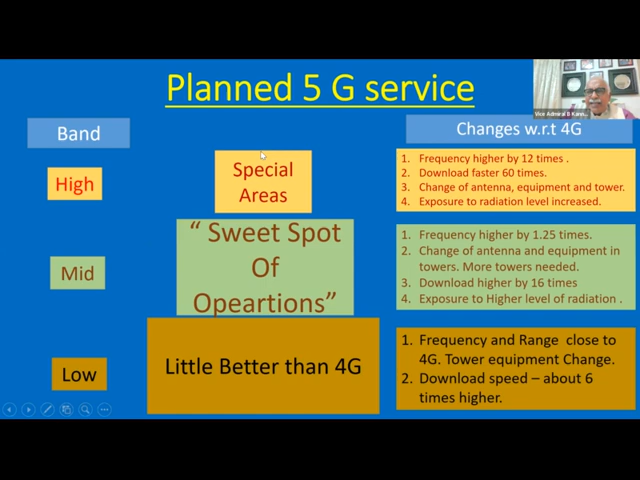 Planned 5 G service
Vice Admiral B Kann...
Band
Changes w.r.t 4G
High
Special
Areas
1. Frequency higher by 12 times .
2. Download faster 60 times.
3. Change of antenna, equipment and tower.
4. Exposure to radiation level increased.
Mid
“ Sweet Spot
Of
Opeartions”
1. Frequency higher by 1.25 times.
2. Change of antenna and equipment in
towers. More towers needed.
3. Download higher by 16 times
4. Exposure to Higher level of radiation .
Low
Little Better than 4G
1. Frequency and Range close to
4G. Tower equipment Change.
2. Download speed – about 6
times higher.